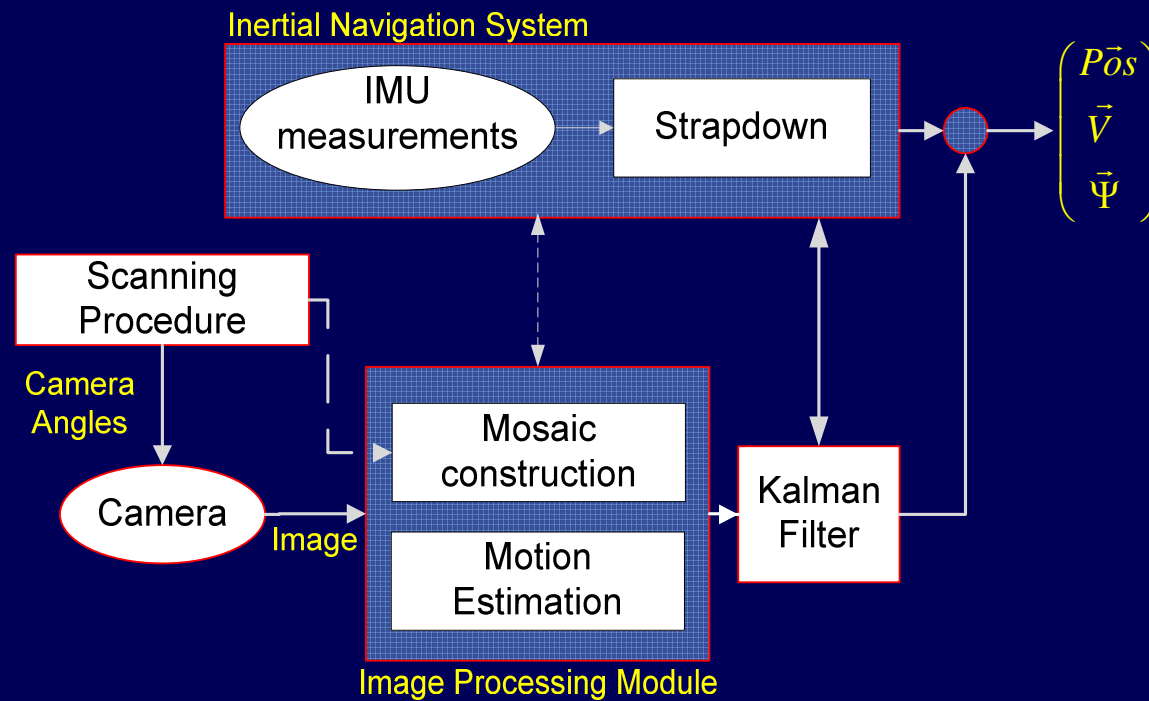 Inertial Navigation System
IMU
measurements
Strapdown
Pos
V
Ψ
Scanning
Procedure
Camera
Angles
Camera
Image
Mosaic
construction
Motion
Estimation
Image Processing Module
Kalman
Filter